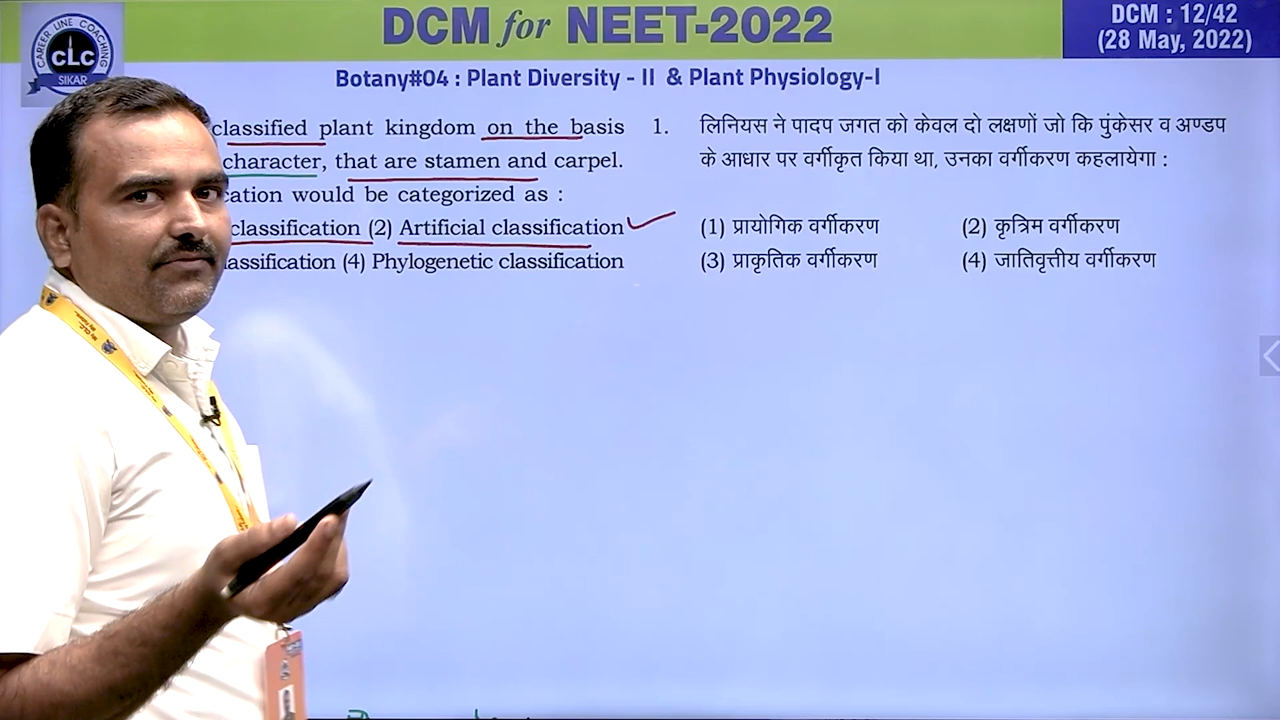 DCM for NEET-2022
DCM : 12/42
(28 May, 2022)
CAREER LINE COACHING
CLC
SIKAR
Botany#04 : Plant Diversity - II & Plant Physiology-I
classified plant kingdom on the basis
character, that are stamen and carpel.
cation would be categorized as :
classification (2) Artificial classification
lassification (4) Phylogenetic classification
1. लिनियस ने पादप जगत को केवल दो लक्षणों जो कि पुंकेसर व अण्डप
के आधार पर वर्गीकृत किया था, उनका वर्गीकरण कहलायेगा :
(1) प्रायोगिक वर्गीकरण (2) कृत्रिम वर्गीकरण
(3) प्राकृतिक वर्गीकरण (4) जातिवृत्तीय वर्गीकरण